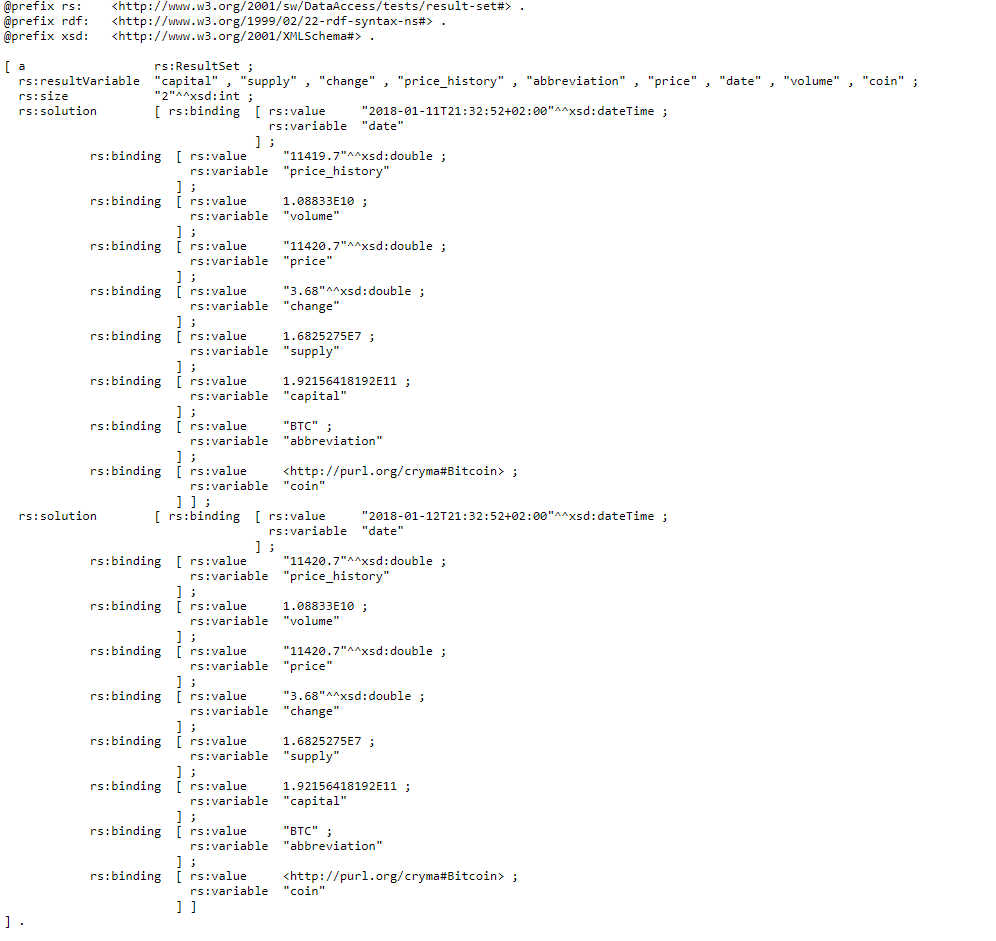 @prefix rs:    <http://www.w3.org/2001/sw/DataAccess/tests/result-set#> .
@prefix rdf:   <http://www.w3.org/1999/02/22-rdf-syntax-ns#> .
@prefix xsd:   <http://www.w3.org/2001/XMLSchema#> .

[ a                  rs:ResultSet ;
  rs:resultVariable  "capital" , "supply" , "change" , "price_history" , "abbreviation" , "price" , "date" , "volume" , "coin" ;
  rs:size            "2"^^xsd:int ;
  rs:solution        [ rs:binding  [ rs:value     "2018-01-11T21:32:52+02:00"^^xsd:dateTime ;
                                     rs:variable  "date"
                                   ] ;
            rs:binding  [ rs:value     "11419.7"^^xsd:double ;
                          rs:variable  "price_history"
                        ] ;
            rs:binding  [ rs:value     1.08833E10 ;
                          rs:variable  "volume"
                        ] ;
            rs:binding  [ rs:value     "11420.7"^^xsd:double ;
                          rs:variable  "price"
                        ] ;
            rs:binding  [ rs:value     "3.68"^^xsd:double ;
                          rs:variable  "change"
                        ] ;
            rs:binding  [ rs:value     1.6825275E7 ;
                          rs:variable  "supply"
                        ] ;
            rs:binding  [ rs:value     1.92156418192E11 ;
                          rs:variable  "capital"
                        ] ;
            rs:binding  [ rs:value     "BTC" ;
                          rs:variable  "abbreviation"
                        ] ;
            rs:binding  [ rs:value     <http://purl.org/cryma#Bitcoin> ;
                          rs:variable  "coin"
                        ] ] ;
  rs:solution        [ rs:binding  [ rs:value     "2018-01-12T21:32:52+02:00"^^xsd:dateTime ;
                                     rs:variable  "date"
                                   ] ;
            rs:binding  [ rs:value     "11420.7"^^xsd:double ;
                          rs:variable  "price_history"
                        ] ;
            rs:binding  [ rs:value     1.08833E10 ;
                          rs:variable  "volume"
                        ] ;
            rs:binding  [ rs:value     "11420.7"^^xsd:double ;
                          rs:variable  "price"
                        ] ;
            rs:binding  [ rs:value     "3.68"^^xsd:double ;
                          rs:variable  "change"
                        ] ;
            rs:binding  [ rs:value     1.6825275E7 ;
                          rs:variable  "supply"
                        ] ;
            rs:binding  [ rs:value     1.92156418192E11 ;
                          rs:variable  "capital"
                        ] ;
            rs:binding  [ rs:value     "BTC" ;
                          rs:variable  "abbreviation"
                        ] ;
            rs:binding  [ rs:value     <http://purl.org/cryma#Bitcoin> ;
                          rs:variable  "coin"
                        ] ]
] .